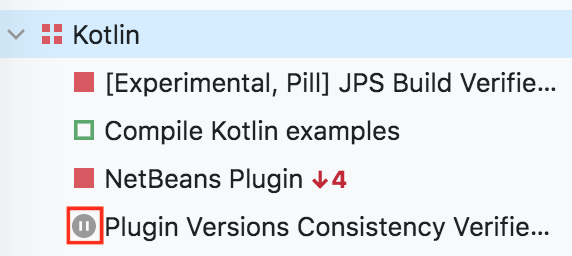 Kotlin
[Experimental, Pill] JPS Build Verifie...
Compile Kotlin examples
NetBeans Plugin ↓4
Plugin Versions Consistency Verifie...